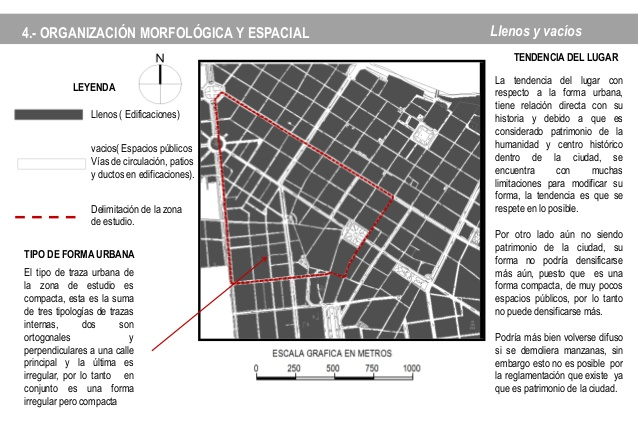 4.- ORGANIZACIÓN MORFOLÓGICA Y ESPACIAL
Llenos y vacíos
N
LEYENDA
Llenos ( Edificaciones)
vacios( Espacios públicos
Vías de circulación, patios
y ductos en edificaciones).
Delimitación de la zona
de estudio.
TIPO DE FORMA URBANA
El tipo de traza urbana de
la zona de estudio es
compacta, esta es la suma
de tres tipologías de trazas
internas, dos son
ortogonales y
perpendiculares a una calle
principal y la última es
irregular, por lo tanto en
conjunto es una forma
irregular pero compacta
ESCALA GRAFICA EN METROS
0 250 500 750 1000
TENDENCIA DEL LUGAR
La tendencia del lugar con
respecto a la forma urbana,
tiene relación directa con su
historia y debido a que es
considerado patrimonio de la
humanidad y centro histórico
dentro de la ciudad, se
encuentra con muchas
limitaciones para modificar su
forma, la tendencia es que se
respete en lo posible.
Por otro lado aún no siendo
patrimonio de la ciudad, su
forma no podría densificarse
más aún, puesto que es una
forma compacta, de muy pocos
espacios públicos, por lo tanto
no puede densificarse más.
Podría más bien volverse difuso
si se demoliera manzanas, sin
embargo esto no es posible por
la reglamentación que existe ya
que es patrimonio de la ciudad.